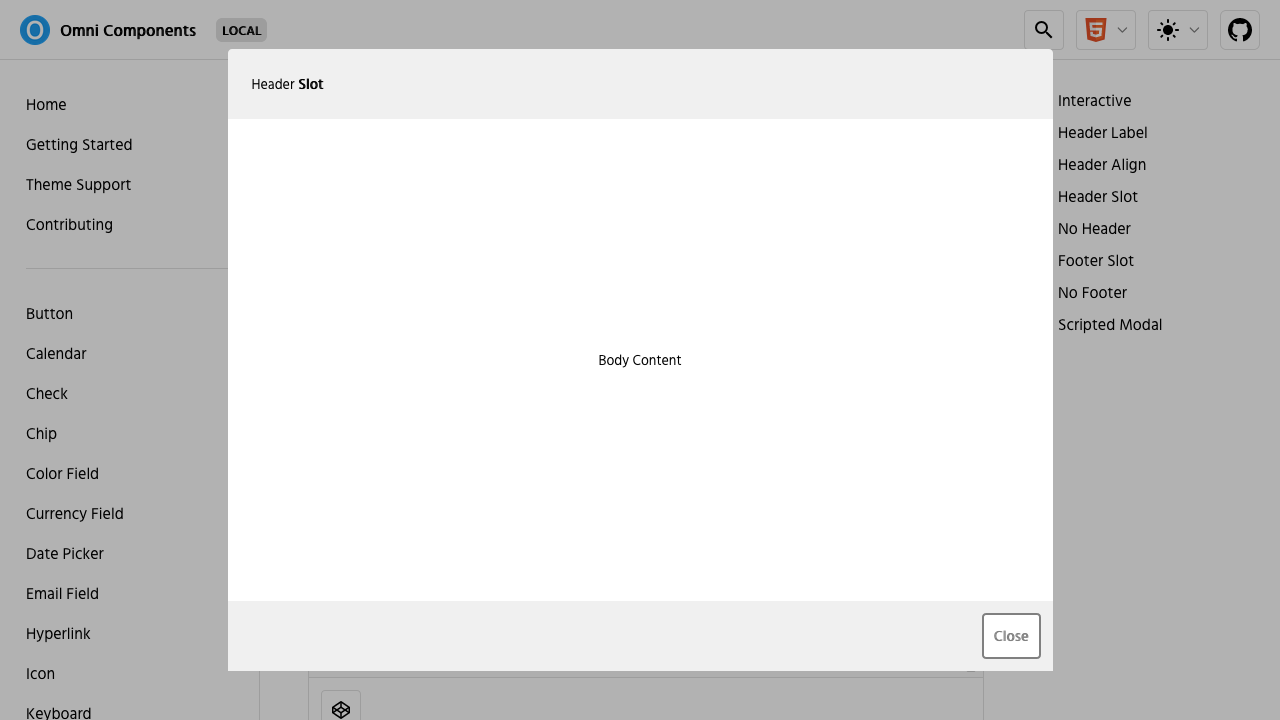 Omni Components
LOCAL
Header Slot
Home
Getting Started
Theme Support
Contributing
Button
Calendar
Check
Chip
Color Field
Currency Field
Date Picker
Email Field
Hyperlink
Icon
Keyboard
Body Content
Close
Interactive
Header Label
Header Align
Header Slot
No Header
Footer Slot
No Footer
Scripted Modal